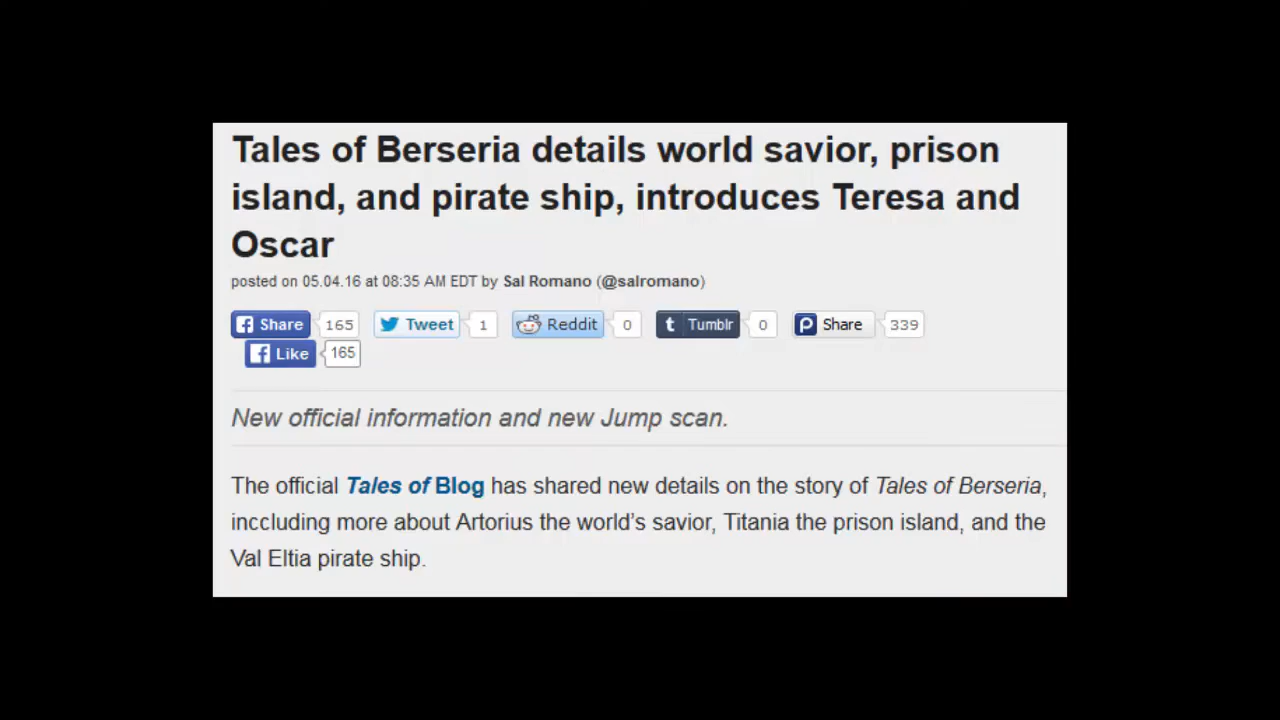 Tales of Berseria details world savior, prison
island, and pirate ship, introduces Teresa and
Oscar
posted on 05.04.16 at 08:35 AM EDT by Sal Romano (@salromano)
Share 165 Tweet 1 Reddit 0 Tumblr 0 Share 339
Like 165
New official information and new Jump scan.
The official Tales of Blog has shared new details on the story of Tales of Berseria,
inccluding more about Artorius the world’s savior, Titania the prison island, and the
Val Eltia pirate ship.